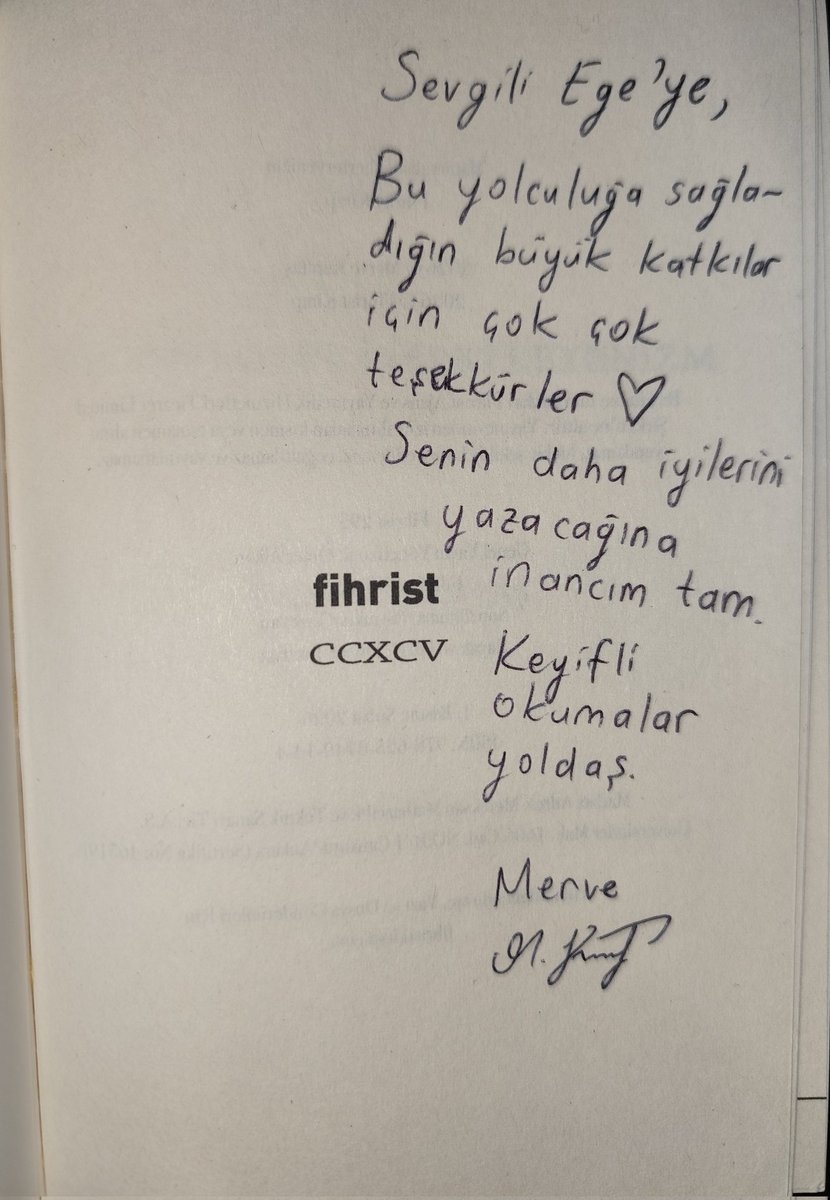 Sevgili Ege'ye,
Bu yolculuğa sağla-
dığın büyük katkılar
için çok çok
teşekkürler ♡
Senin daha iyilerini
yazacağına
inancım tam.
fihrist
CCXCV
Keyifli
okumalar
yoldaş.
Merve